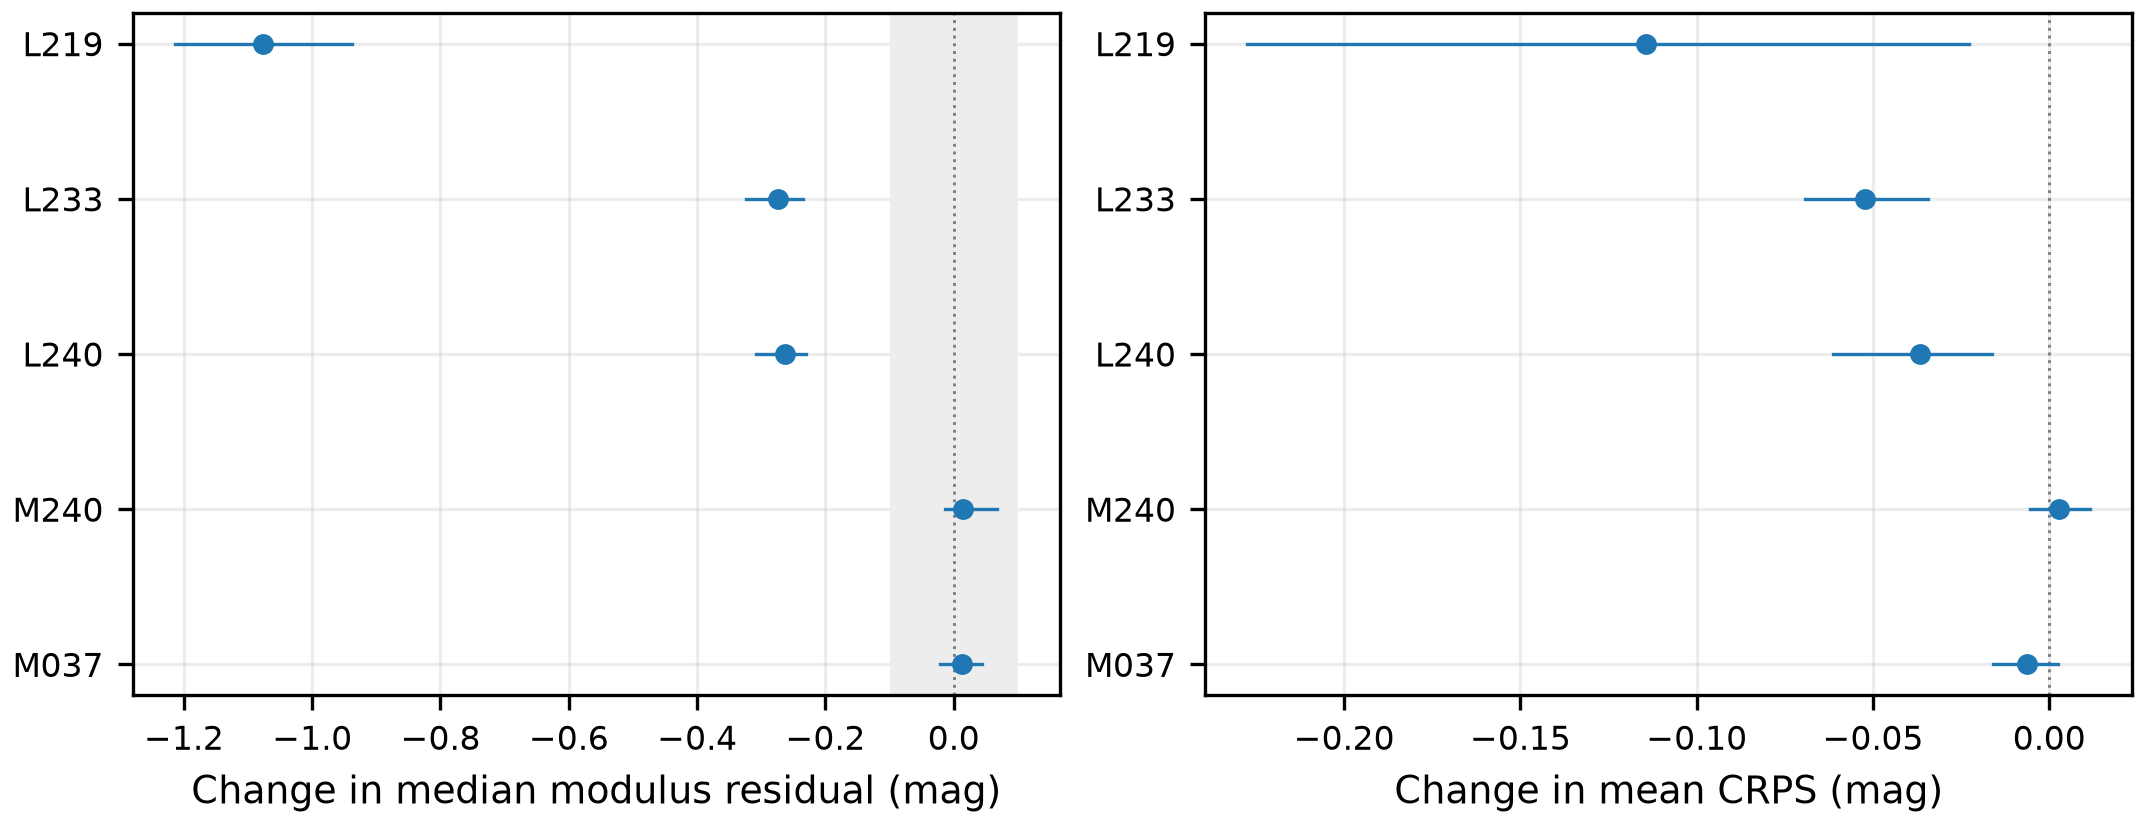 L219
L233
L240
M240
M037
−1.2 −1.0 −0.8 −0.6 −0.4 −0.2 0.0
Change in median modulus residual (mag)
L219
L233
L240
M240
M037
−0.20 −0.15 −0.10 −0.05 0.00
Change in mean CRPS (mag)